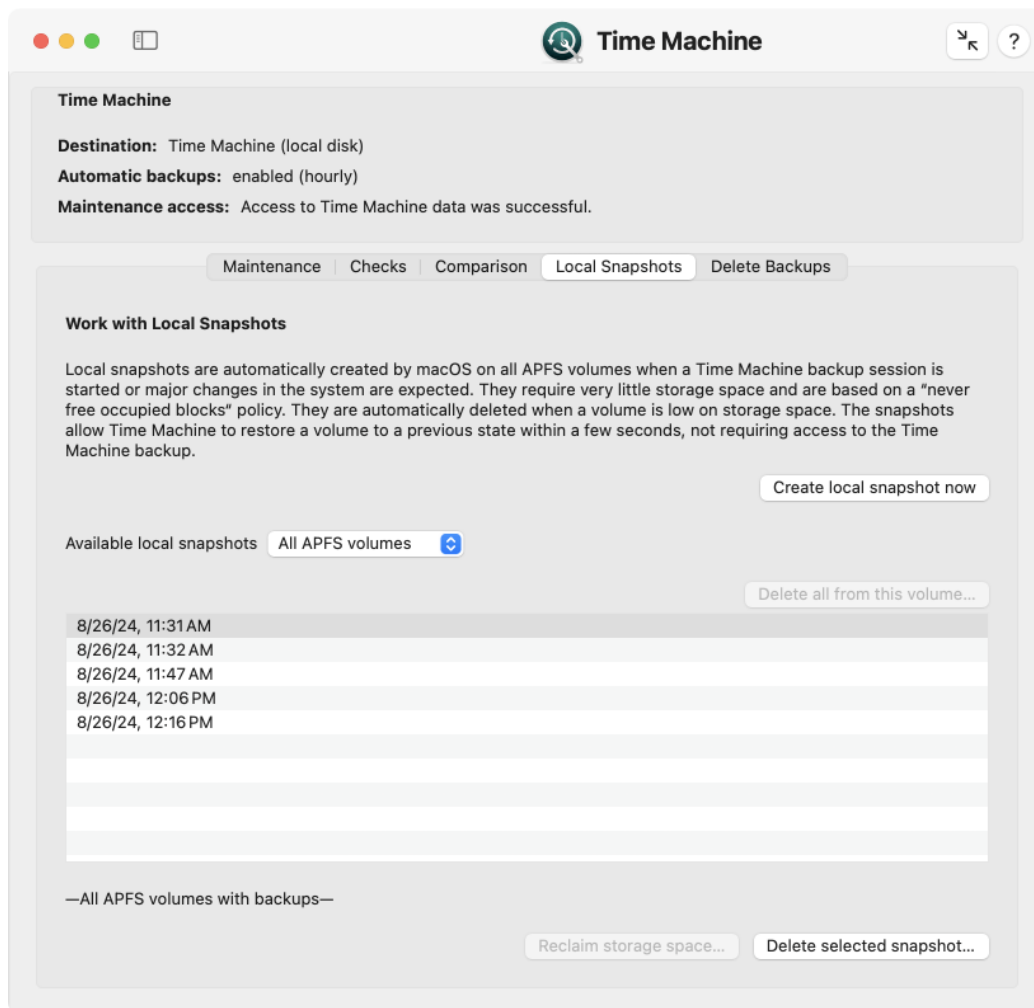 Time Machine
?
Time Machine
Destination: Time Machine (local disk)
Automatic backups: enabled (hourly)
Maintenance access: Access to Time Machine data was successful.
Maintenance Checks Comparison Local Snapshots Delete Backups
Work with Local Snapshots
Local snapshots are automatically created by macOS on all APFS volumes when a Time Machine backup session is
started or major changes in the system are expected. They require very little storage space and are based on a “never
free occupied blocks” policy. They are automatically deleted when a volume is low on storage space. The snapshots
allow Time Machine to restore a volume to a previous state within a few seconds, not requiring access to the Time
Machine backup.
Create local snapshot now
Available local snapshots All APFS volumes
Delete all from this volume...
8/26/24, 11:31 AM
8/26/24, 11:32 AM
8/26/24, 11:47 AM
8/26/24, 12:06 PM
8/26/24, 12:16 PM
—All APFS volumes with backups—
Reclaim storage space... Delete selected snapshot...